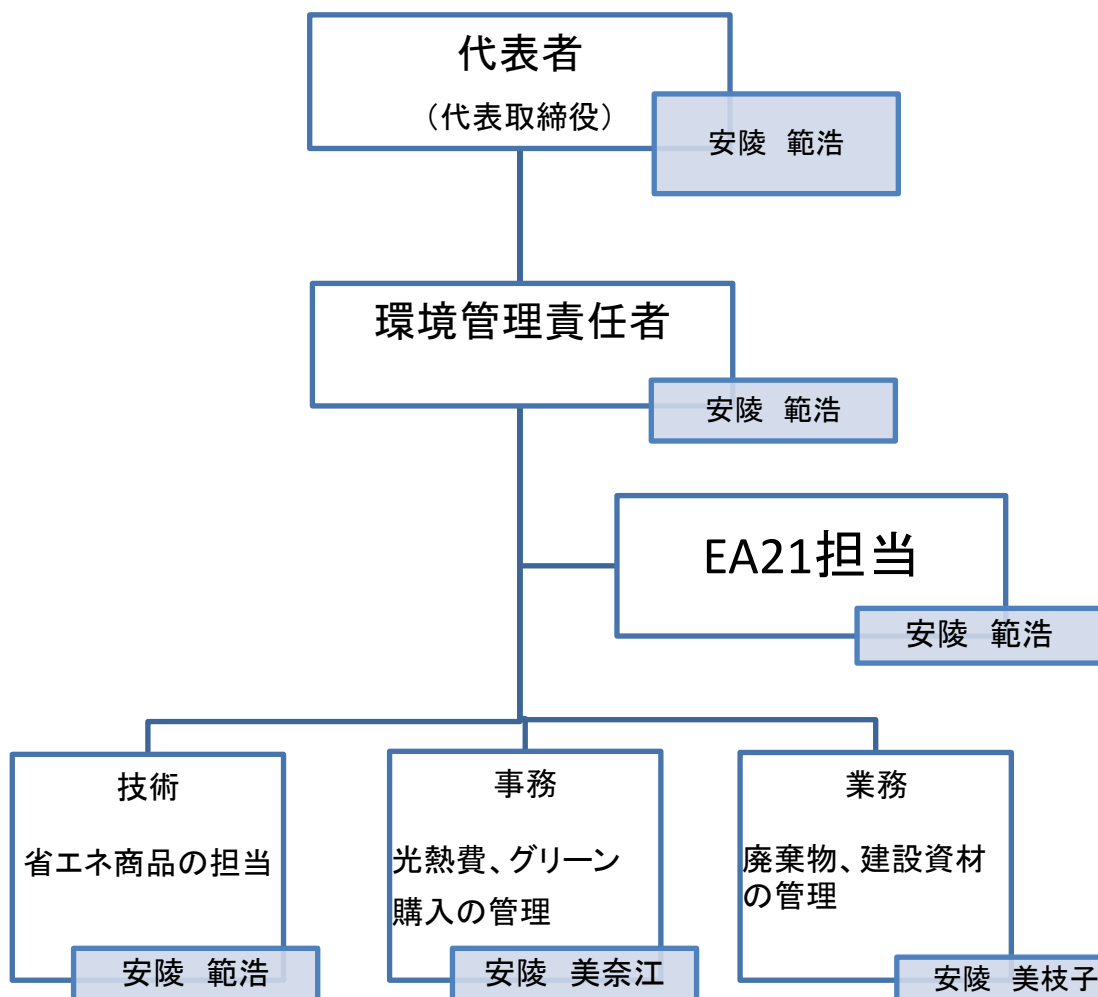 代表者
（代表取締役）
安陵　範浩
環境管理責任者
安陵　範浩
EA21担当
安陵　範浩
技術
省エネ商品の担当
安陵　範浩
事務
光熱費、グリーン
購入の管理
安陵　美奈江
業務
廃棄物、建設資材
の管理
安陵　美枝子